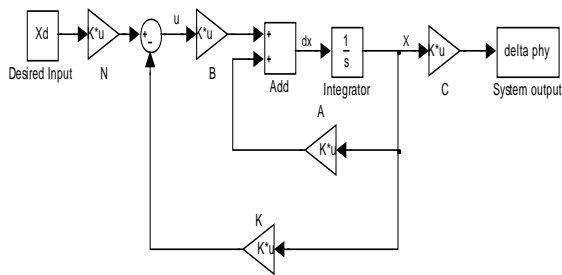 Xd
Desired Input
K*u
N
+
-
u
K*u
B
+
+
Add
dx
1
s
Integrator
X
K*u
C
delta phy
System output
A
K*u
K
K*u